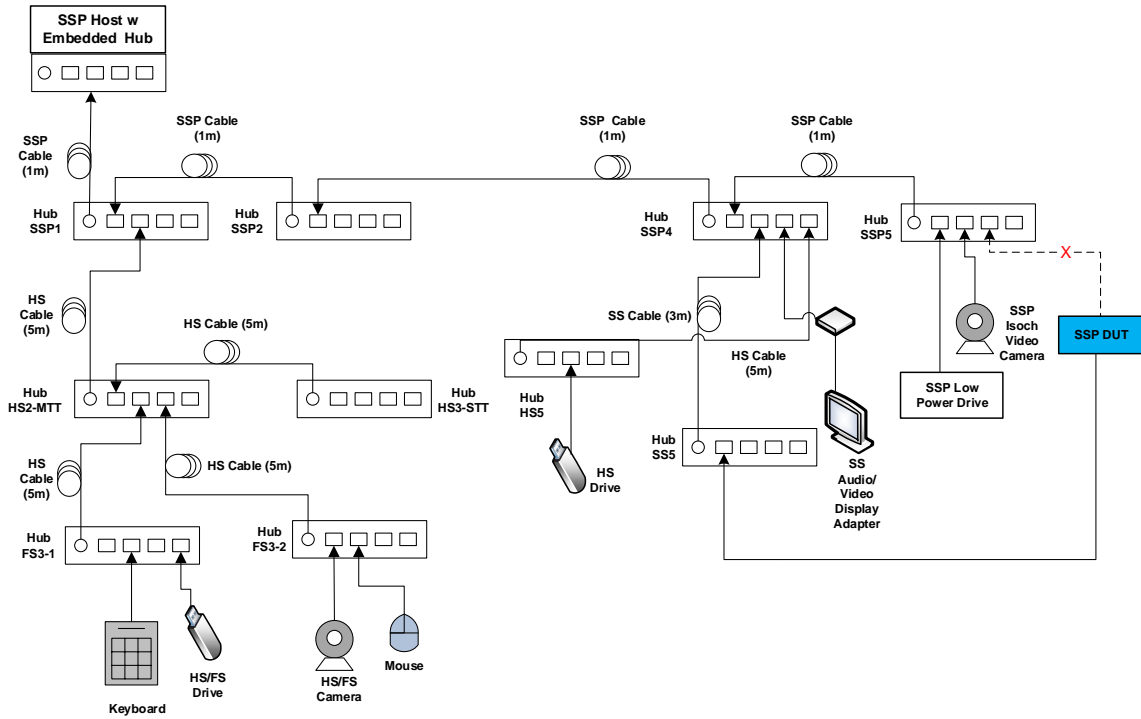 SSP Host w
Embedded Hub
SSP Cable
(1m)
SSP Cable
(1m)
SSP Cable
(1m)
SSP
Cable
(1m)
Hub
SSP1
Hub
SSP2
Hub
SSP4
Hub
SSP5
X
HS
Cable
(5m)
HS Cable (5m)
SS Cable (3m)
SSP
Isoch
Video
Camera
SSP DUT
HS Cable
(5m)
Hub
HS2-MTT
Hub
HS3-STT
Hub
HS5
SSP Low
Power Drive
Hub
SS5
HS
Cable
(5m)
HS Cable (5m)
HS
Drive
SS
Audio/
Video
Display
Adapter
Hub
FS3-1
Hub
FS3-2
Keyboard
HS/FS
Drive
HS/FS
Camera
Mouse